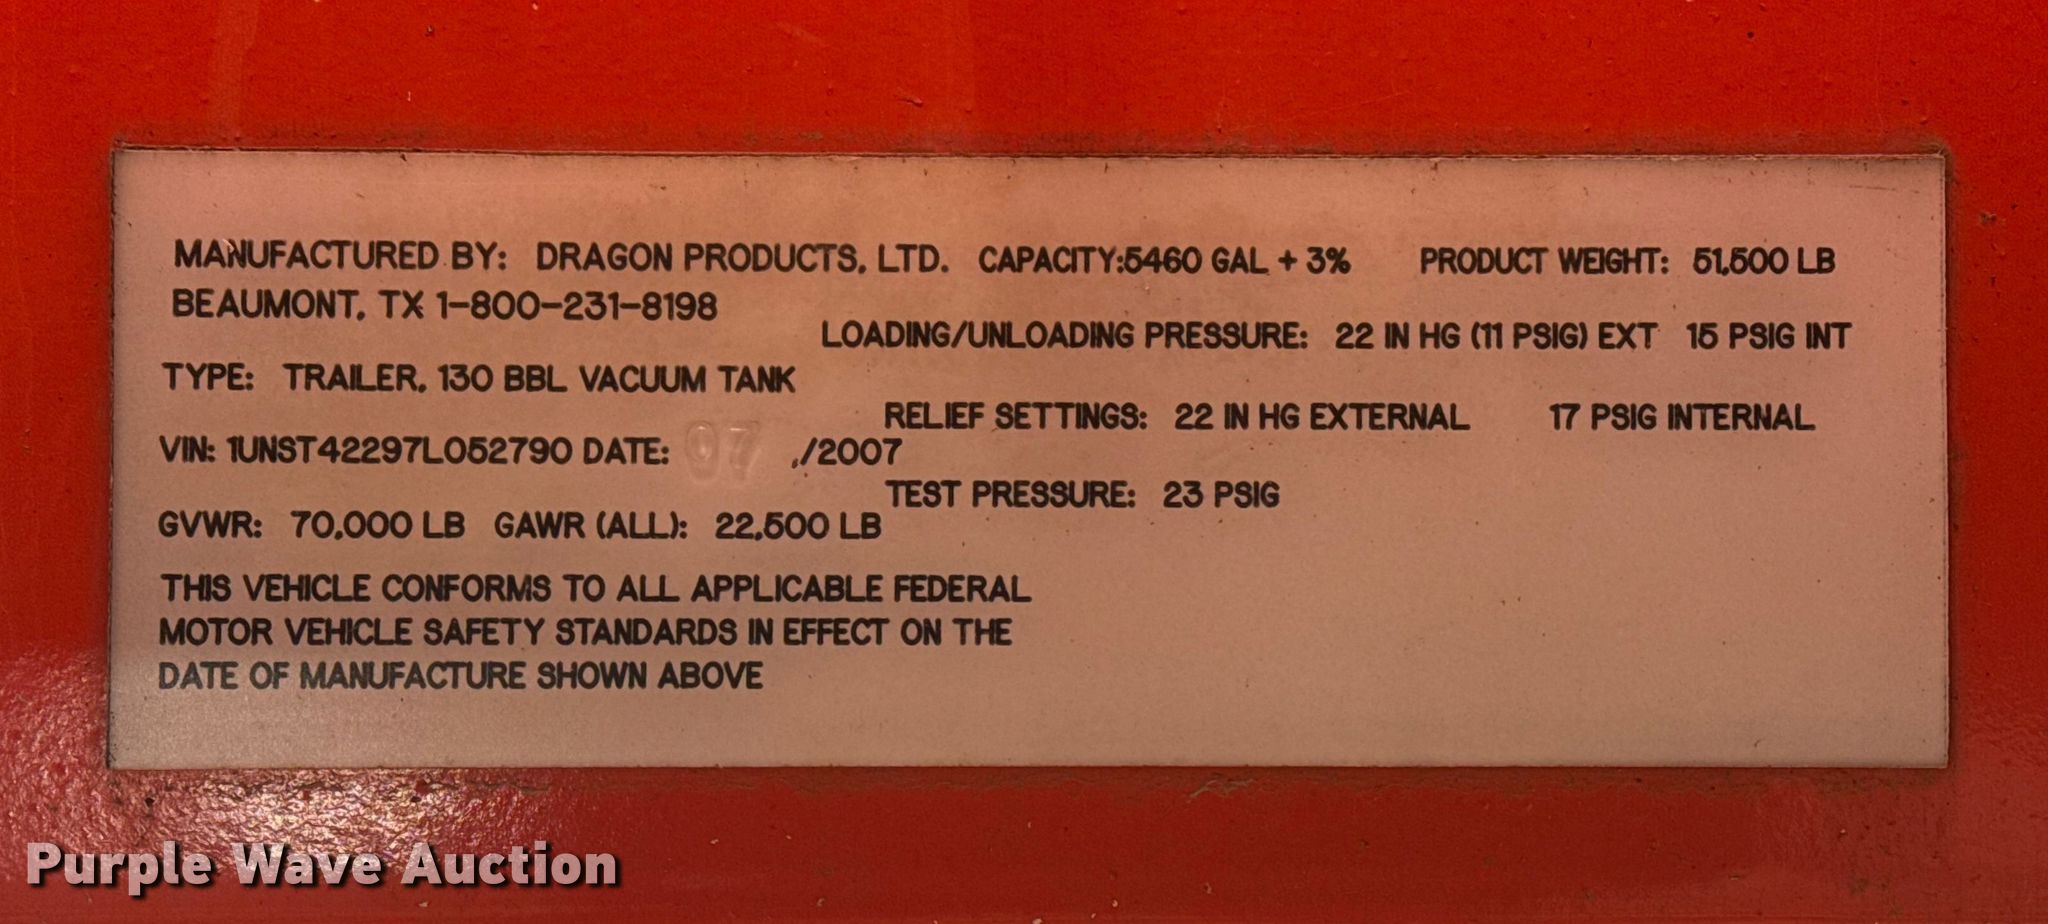 MANUFACTURED BY: DRAGON PRODUCTS, LTD. CAPACITY:5460 GAL + 3% PRODUCT WEIGHT: 51,500 LB
BEAUMONT, TX 1-800-231-8198
LOADING/UNLOADING PRESSURE: 22 IN HG (11 PSIG) EXT 15 PSIG INT
TYPE: TRAILER, 130 BBL VACUUM TANK
RELIEF SETTINGS: 22 IN HG EXTERNAL 17 PSIG INTERNAL
VIN: 1UNST42297L052790 DATE: 07 /2007
TEST PRESSURE: 23 PSIG
GVWR: 70,000 LB GAWR (ALL): 22,500 LB
THIS VEHICLE CONFORMS TO ALL APPLICABLE FEDERAL
MOTOR VEHICLE SAFETY STANDARDS IN EFFECT ON THE
DATE OF MANUFACTURE SHOWN ABOVE
Purple Wave Auction